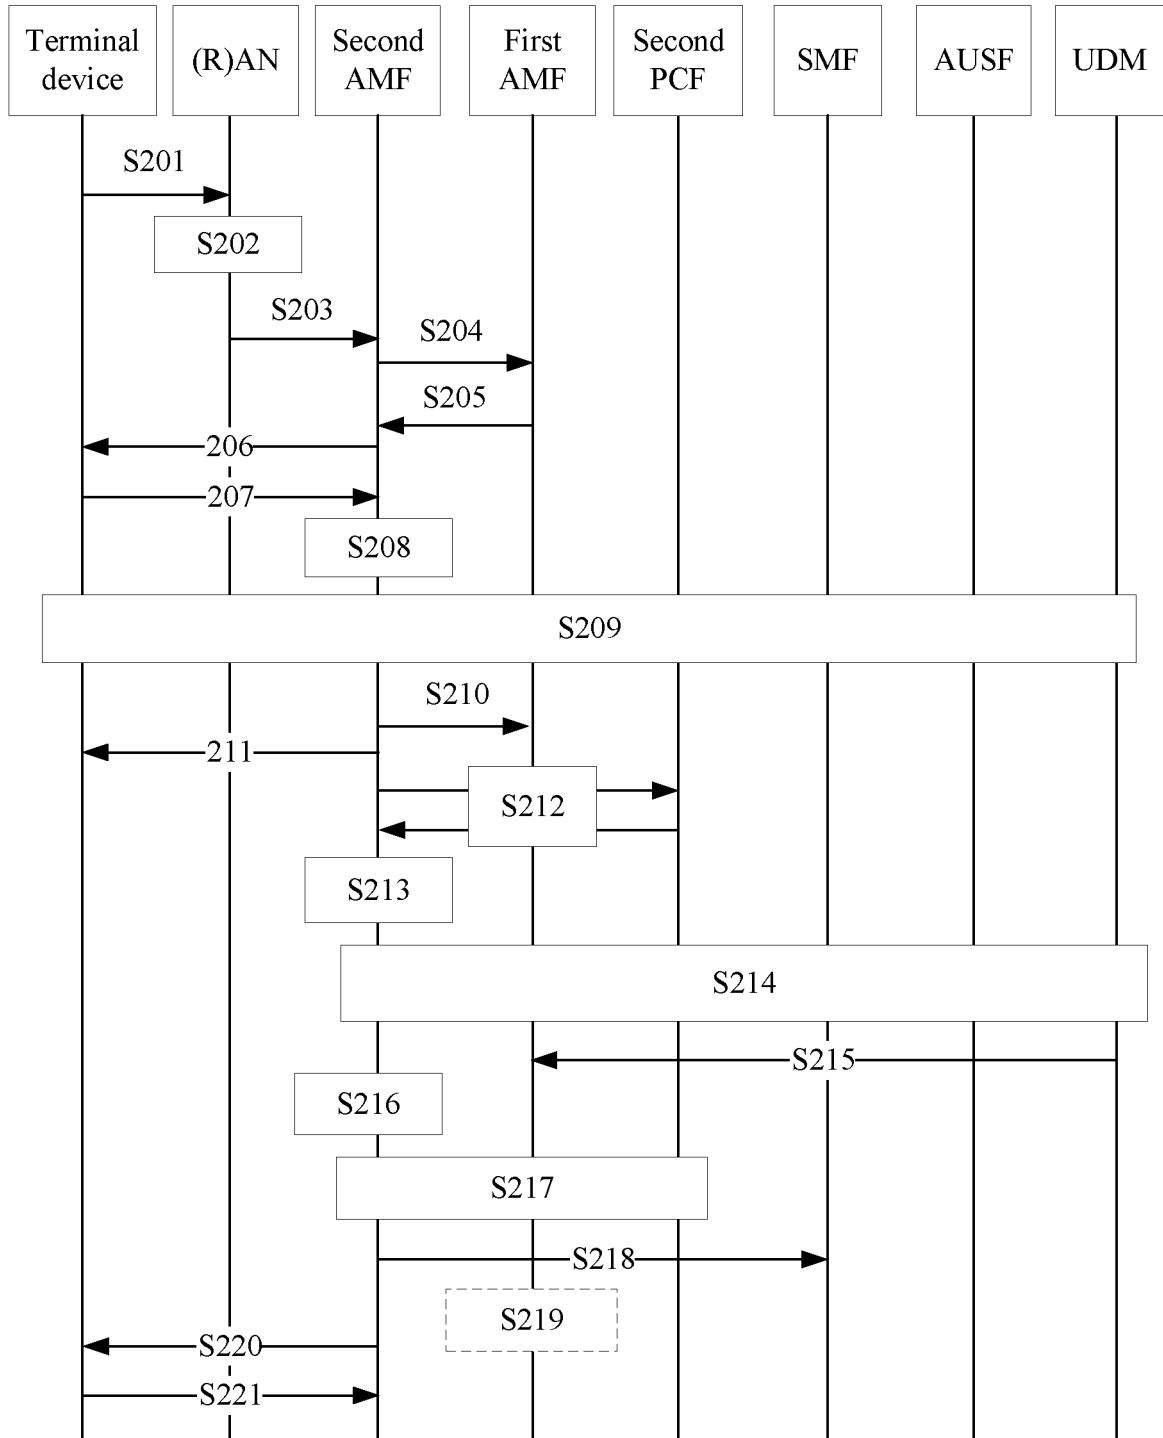 Terminal
device
(R)AN
Second
AMF
First
AMF
Second
PCF
SMF
AUSF
UDM
S201
S202
S203
S204
S205
206
207
S208
S209
S210
211
S212
S213
S214
S215
S216
S217
S218
S219
S220
S221